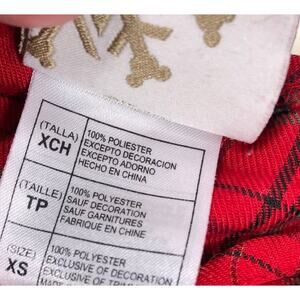 (TALLA)
XCH
100% POLIESTER
EXCEPTO DECORACION
EXCEPTO ADORNO
HECHO EN CHINA
(TAILLE)
TP
100% POLYESTER
SAUF DECORATION
SAUF GARNITURES
FABRIQUE EN CHINE
(SIZE)
XS
100% POLYESTER
EXCLUSIVE OF DECORATION
EXCLUSIVE OF TRIM
MADE